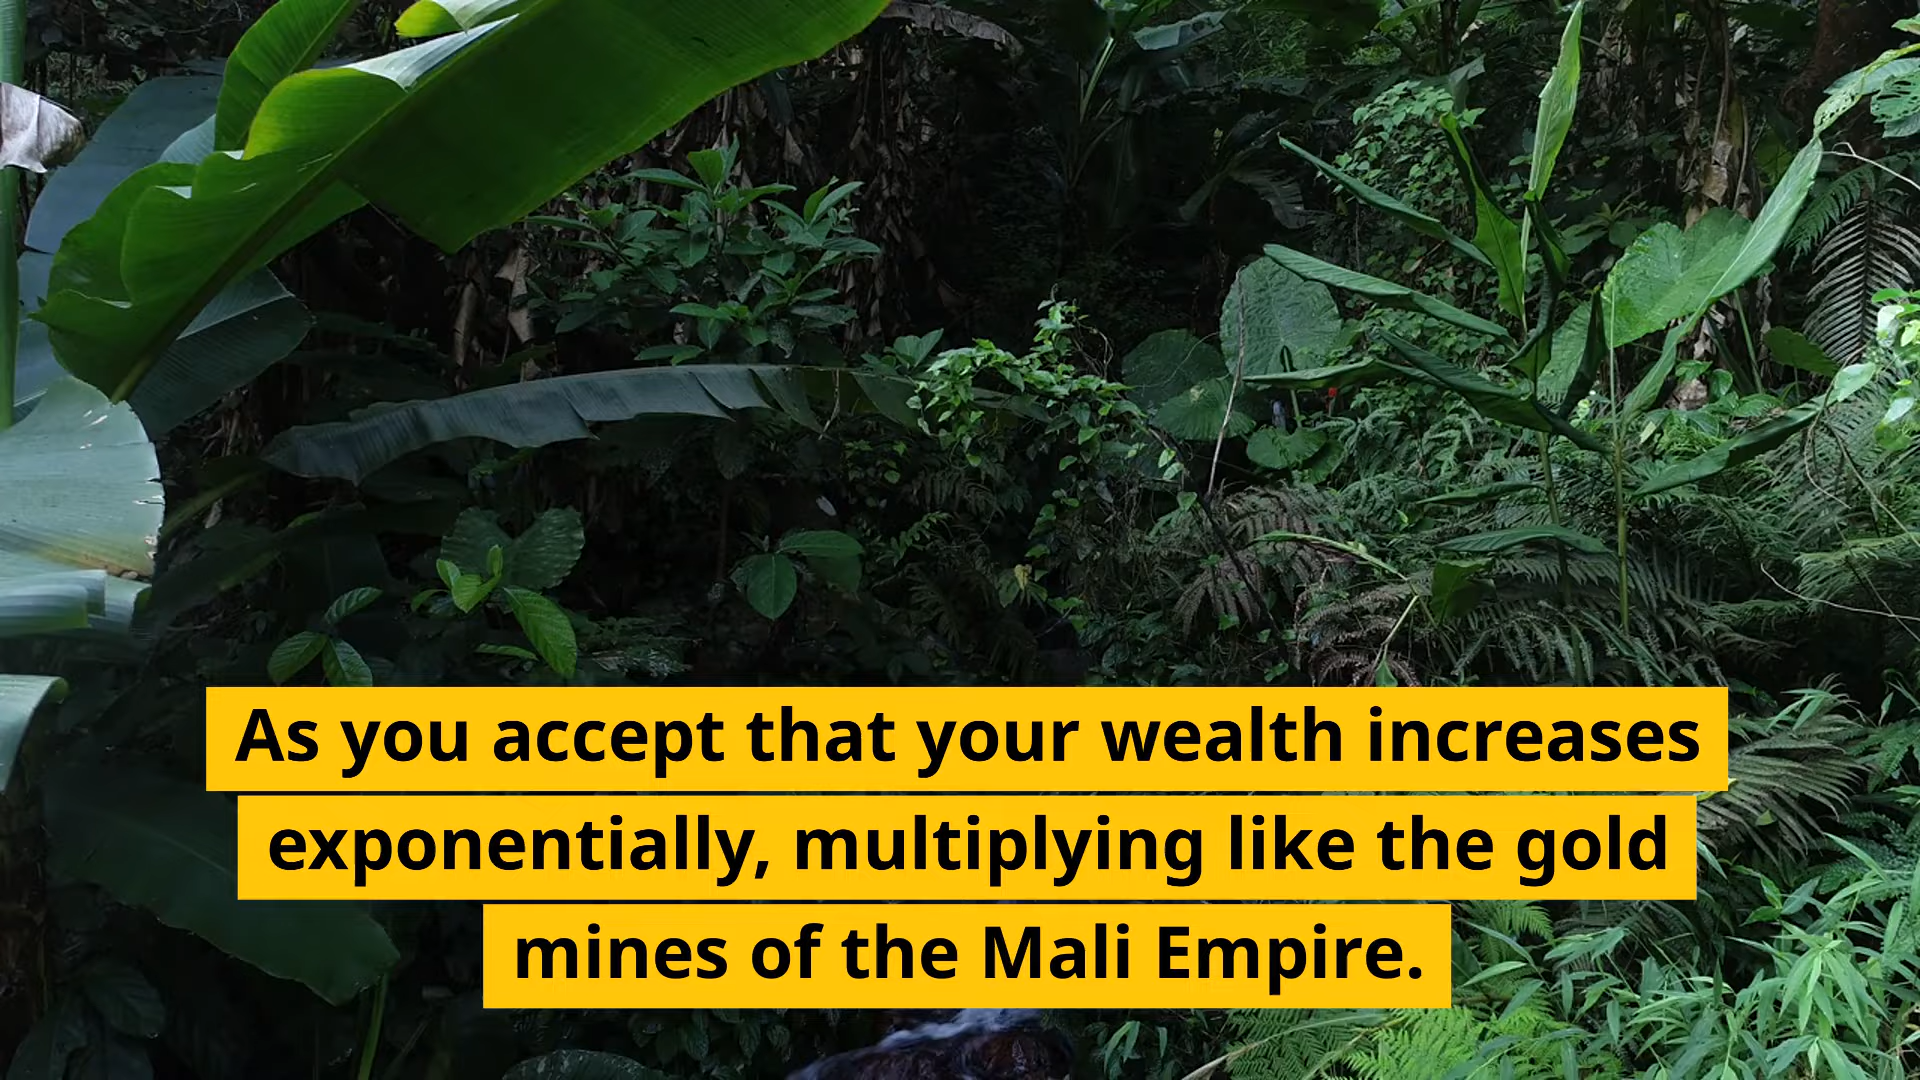 As you accept that your wealth increases
exponentially, multiplying like the gold
mines of the Mali Empire.